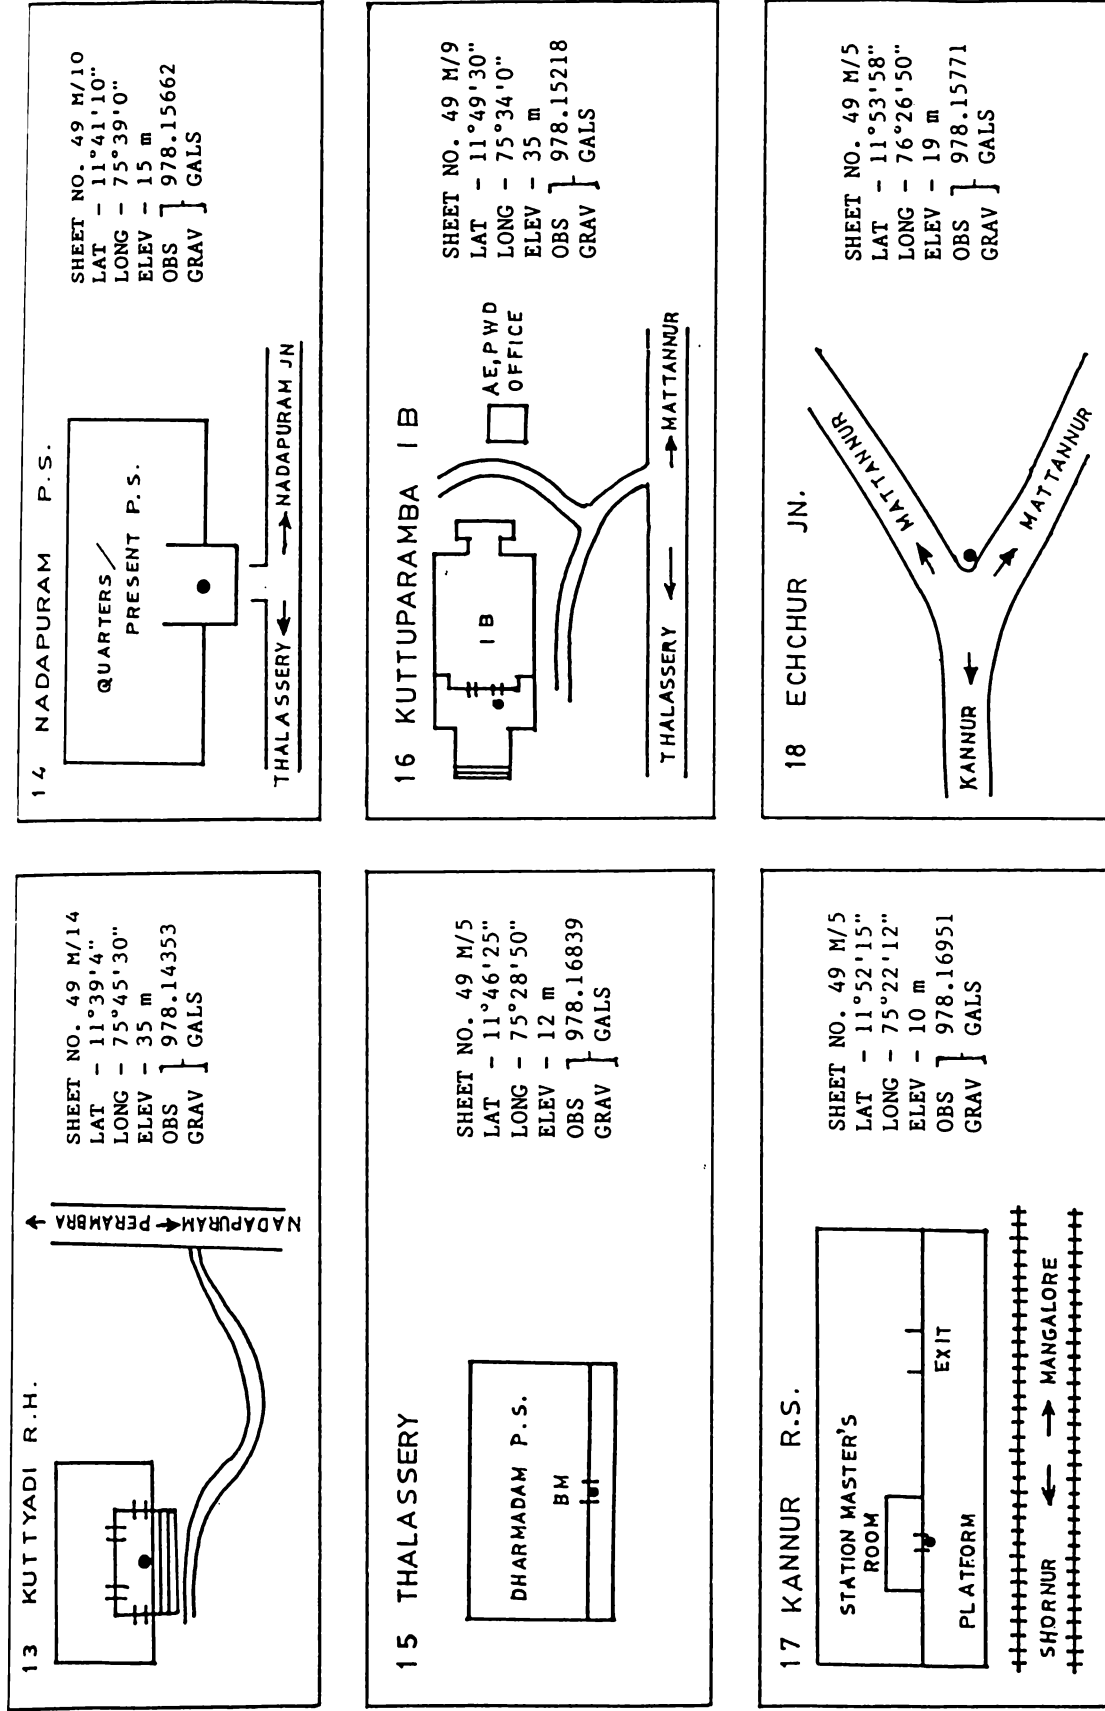 13 KUTTYADI R.H.
PERAMBRA
NADAPURAM
SHEET NO. 49 M/14
LAT - 11°39'4"
LONG - 75°45'30"
ELEV - 35 m
OBS 978.14353
GRAV GALS
14 NADAPURAM P.S.
QUARTERS/
PRESENT P.S.
THALASSERY
NADAPURAM JN
SHEET NO. 49 M/10
LAT - 11°41'10"
LONG - 75°39'0"
ELEV - 15 m
OBS 978.15662
GRAV GALS
15 THALASSERY
DHARMADAM P.S.
BM
SHEET NO. 49 M/5
LAT - 11°46'25"
LONG - 75°28'50"
ELEV - 12 m
OBS 978.16839
GRAV GALS
16 KUTTUPARAMBA I B
I B
AE,PWD
OFFICE
THALASSERY
MATTANNUR
SHEET NO. 49 M/9
LAT - 11°49'30"
LONG - 75°34'0"
ELEV - 35 m
OBS 978.15218
GRAV GALS
17 KANNUR R.S.
STATION MASTER'S
ROOM
EXIT
PLATFORM
SHORNUR
MANGALORE
SHEET NO. 49 M/5
LAT - 11°52'15"
LONG - 75°22'12"
ELEV - 10 m
OBS 978.16951
GRAV GALS
18 ECHCHUR JN.
MATTANNUR
KANNUR
MATTANNUR
SHEET NO. 49 M/5
LAT - 11°53'58"
LONG - 76°26'50"
ELEV - 19 m
OBS 978.15771
GRAV GALS